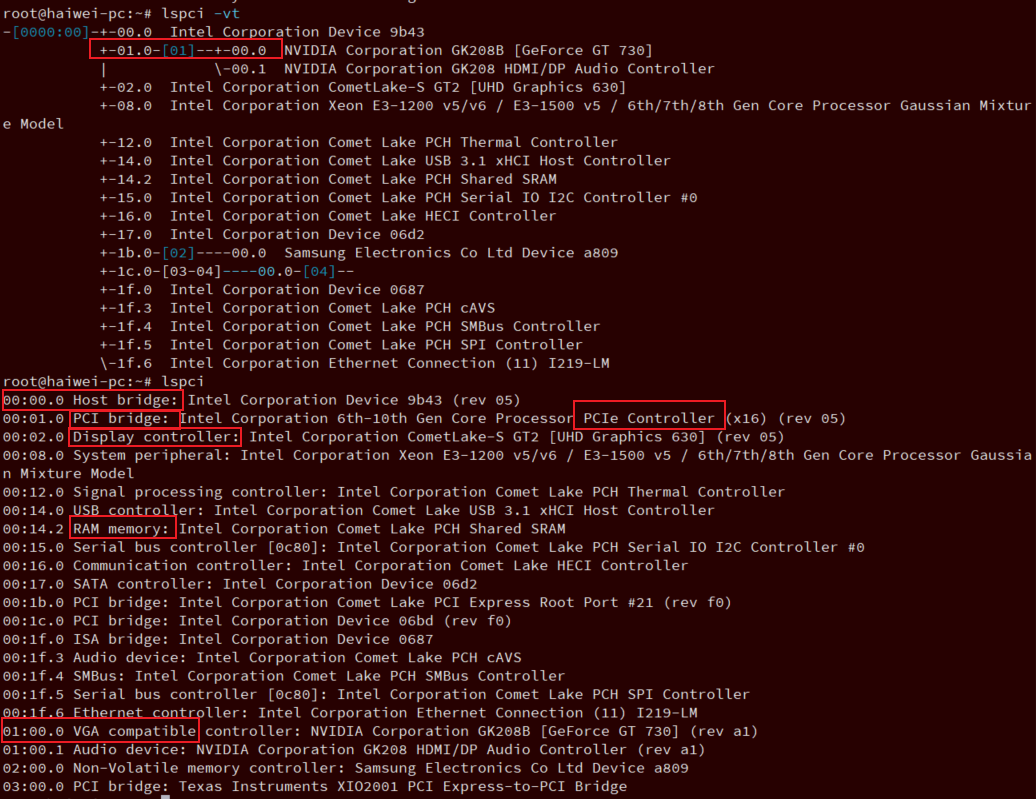 root@haiwei-pc:~# lspci -vt
-[0000:00]-+-00.0  Intel Corporation Device 9b43
           +-01.0-[01]--+-00.0  NVIDIA Corporation GK208B [GeForce GT 730]
           |            \-00.1  NVIDIA Corporation GK208 HDMI/DP Audio Controller
           +-02.0  Intel Corporation CometLake-S GT2 [UHD Graphics 630]
           +-08.0  Intel Corporation Xeon E3-1200 v5/v6 / E3-1500 v5 / 6th/7th/8th Gen Core Processor Gaussian Mixtur
e Model
           +-12.0  Intel Corporation Comet Lake PCH Thermal Controller
           +-14.0  Intel Corporation Comet Lake USB 3.1 xHCI Host Controller
           +-14.2  Intel Corporation Comet Lake PCH Shared SRAM
           +-15.0  Intel Corporation Comet Lake PCH Serial IO I2C Controller #0
           +-16.0  Intel Corporation Comet Lake HECI Controller
           +-17.0  Intel Corporation Device 06d2
           +-1b.0-[02]----00.0  Samsung Electronics Co Ltd Device a809
           +-1c.0-[03-04]----00.0-[04]--
           +-1f.0  Intel Corporation Device 0687
           +-1f.3  Intel Corporation Comet Lake PCH cAVS
           +-1f.4  Intel Corporation Comet Lake PCH SMBus Controller
           +-1f.5  Intel Corporation Comet Lake PCH SPI Controller
           \-1f.6  Intel Corporation Ethernet Connection (11) I219-LM
root@haiwei-pc:~# lspci
00:00.0 Host bridge: Intel Corporation Device 9b43 (rev 05)
00:01.0 PCI bridge: Intel Corporation 6th-10th Gen Core Processor PCIe Controller (x16) (rev 05)
00:02.0 Display controller: Intel Corporation CometLake-S GT2 [UHD Graphics 630] (rev 05)
00:08.0 System peripheral: Intel Corporation Xeon E3-1200 v5/v6 / E3-1500 v5 / 6th/7th/8th Gen Core Processor Gaussia
n Mixture Model
00:12.0 Signal processing controller: Intel Corporation Comet Lake PCH Thermal Controller
00:14.0 USB controller: Intel Corporation Comet Lake USB 3.1 xHCI Host Controller
00:14.2 RAM memory: Intel Corporation Comet Lake PCH Shared SRAM
00:15.0 Serial bus controller [0c80]: Intel Corporation Comet Lake PCH Serial IO I2C Controller #0
00:16.0 Communication controller: Intel Corporation Comet Lake HECI Controller
00:17.0 SATA controller: Intel Corporation Device 06d2
00:1b.0 PCI bridge: Intel Corporation Comet Lake PCI Express Root Port #21 (rev f0)
00:1c.0 PCI bridge: Intel Corporation Device 06bd (rev f0)
00:1f.0 ISA bridge: Intel Corporation Device 0687
00:1f.3 Audio device: Intel Corporation Comet Lake PCH cAVS
00:1f.4 SMBus: Intel Corporation Comet Lake PCH SMBus Controller
00:1f.5 Serial bus controller [0c80]: Intel Corporation Comet Lake PCH SPI Controller
00:1f.6 Ethernet controller: Intel Corporation Ethernet Connection (11) I219-LM
01:00.0 VGA compatible controller: NVIDIA Corporation GK208B [GeForce GT 730] (rev a1)
01:00.1 Audio device: NVIDIA Corporation GK208 HDMI/DP Audio Controller (rev a1)
02:00.0 Non-Volatile memory controller: Samsung Electronics Co Ltd Device a809
03:00.0 PCI bridge: Texas Instruments XIO2001 PCI Express-to-PCI Bridge